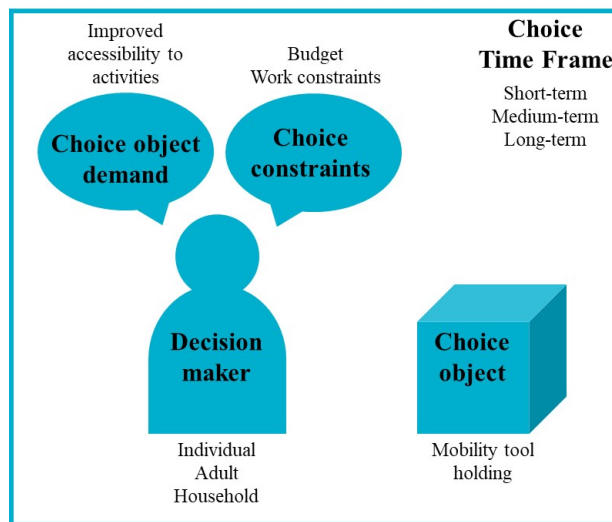 Improved
accessibility to
activities
Choice object
demand
Budget
Work constraints
Choice
constraints
Choice
Time Frame
Short-term
Medium-term
Long-term
Decision
maker
Individual
Adult
Household
Choice
object
Mobility tool
holding